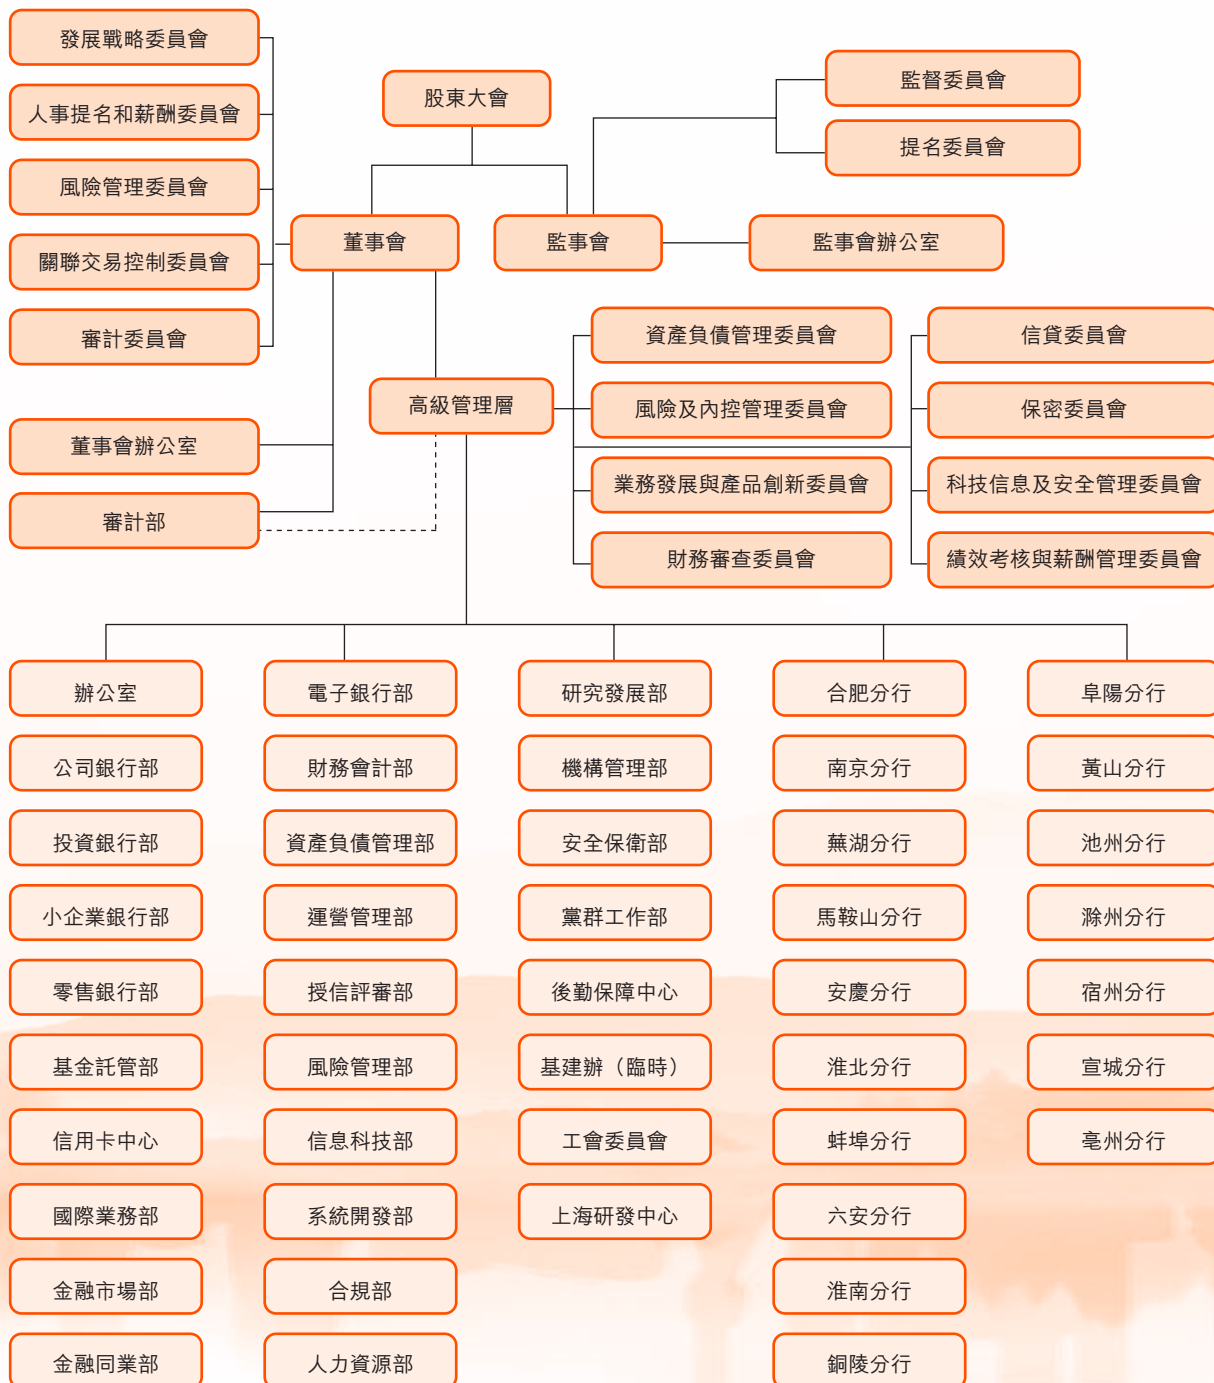 發展戰略委員會
人事提名和薪酬委員會
風險管理委員會
關聯交易控制委員會
審計委員會
股東大會
監督委員會
提名委員會
董事會
監事會
監事會辦公室
高級管理層
董事會辦公室
審計部
資產負債管理委員會
風險及內控管理委員會
業務發展與產品創新委員會
財務審查委員會
信貸委員會
保密委員會
科技信息及安全管理委員會
績效考核與薪酬管理委員會
辦公室
公司銀行部
投資銀行部
小企業銀行部
零售銀行部
基金託管部
信用卡中心
國際業務部
金融市場部
金融同業部
電子銀行部
財務會計部
資產負債管理部
運營管理部
授信評審部
風險管理部
信息科技部
系統開發部
合規部
人力資源部
研究發展部
機構管理部
安全保衛部
黨群工作部
後勤保障中心
基建辦（臨時）
工會委員會
上海研發中心
合肥分行
南京分行
蕪湖分行
馬鞍山分行
安慶分行
淮北分行
蚌埠分行
六安分行
淮南分行
銅陵分行
阜陽分行
黃山分行
池州分行
滁州分行
宿州分行
宣城分行
亳州分行